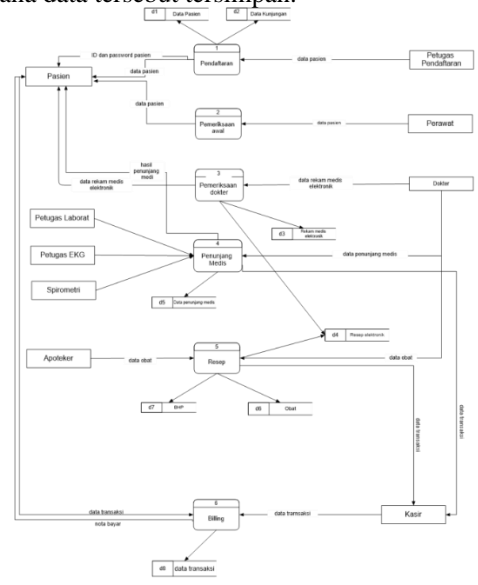 ana data tersebut tersimpan.
d1 Data Pasien
d2 Data Kunjungan
1
Pendaftaran
ID dan password pasien
data pasien
data pasien
Petugas
Pendaftaran
Pasien
data pasien
2
Pemeriksaan
awal
data pasien
Perawat
hasil
penunjang
medi
data rekam medis
elektronik
3
Pemeriksaan
dokter
data rekam medis
elektronik
Dokter
d3 Rekam medis
elektronik
Petugas Laborat
Petugas EKG
Spirometri
4
Penunjang
Medis
data penunjang medis
d5 Data penunjang medis
d4 Resep elektronik
Apoteker
data obat
5
Resep
data obat
d7 BHP
d6 Obat
data transaksi
data transaksi
data transaksi
nota bayar
6
Billing
data transaksi
Kasir
d8 data transaksi